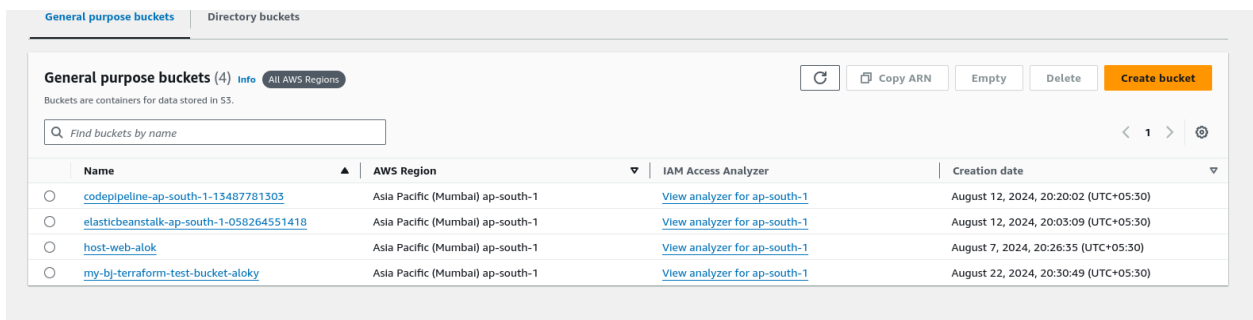 General purpose buckets Directory buckets
General purpose buckets (4) Info All AWS Regions
Copy ARN Empty Delete Create bucket
Buckets are containers for data stored in S3.
Find buckets by name
1
Name AWS Region IAM Access Analyzer Creation date
codepipeline-ap-south-1-13487781303 Asia Pacific (Mumbai) ap-south-1 View analyzer for ap-south-1 August 12, 2024, 20:20:02 (UTC+05:30)
elasticbeanstalk-ap-south-1-058264551418 Asia Pacific (Mumbai) ap-south-1 View analyzer for ap-south-1 August 12, 2024, 20:03:09 (UTC+05:30)
host-web-alok Asia Pacific (Mumbai) ap-south-1 View analyzer for ap-south-1 August 7, 2024, 20:26:35 (UTC+05:30)
my-bj-terraform-test-bucket-aloky Asia Pacific (Mumbai) ap-south-1 View analyzer for ap-south-1 August 22, 2024, 20:30:49 (UTC+05:30)